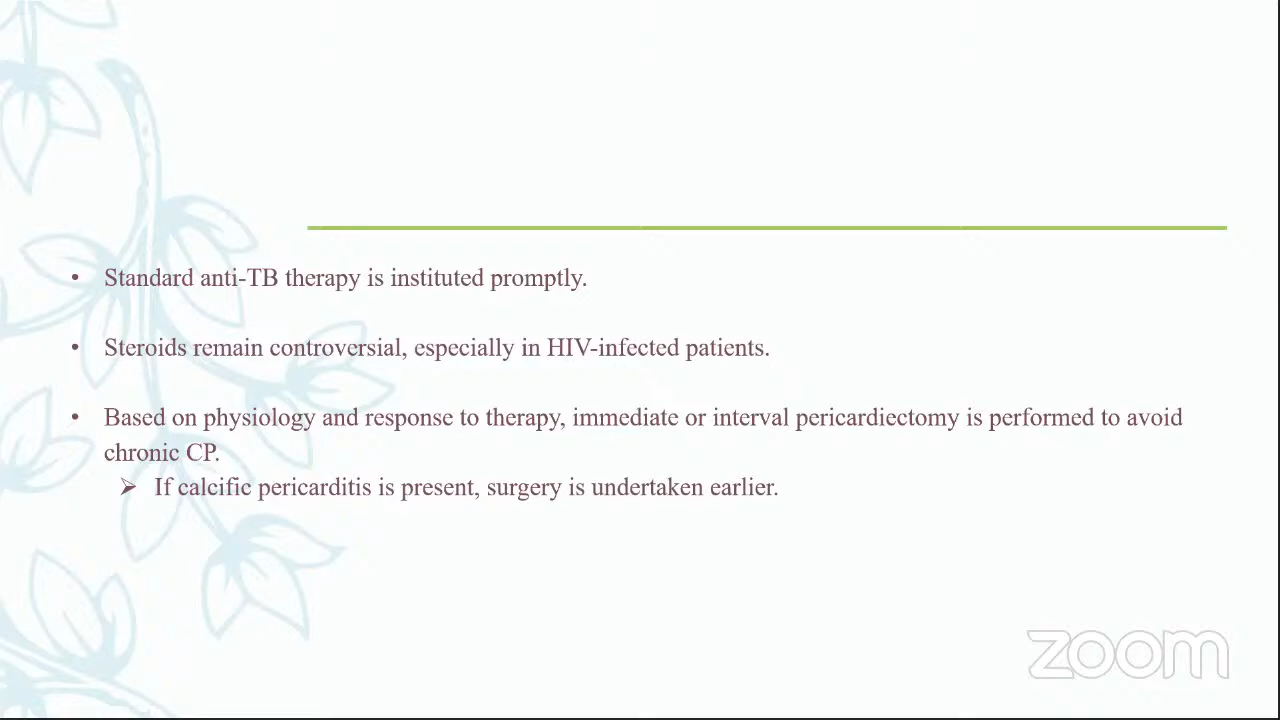 • Standard anti-TB therapy is instituted promptly.
• Steroids remain controversial, especially in HIV-infected patients.
• Based on physiology and response to therapy, immediate or interval pericardiectomy is performed to avoid
chronic CP.
➢ If calcific pericarditis is present, surgery is undertaken earlier.
zoom